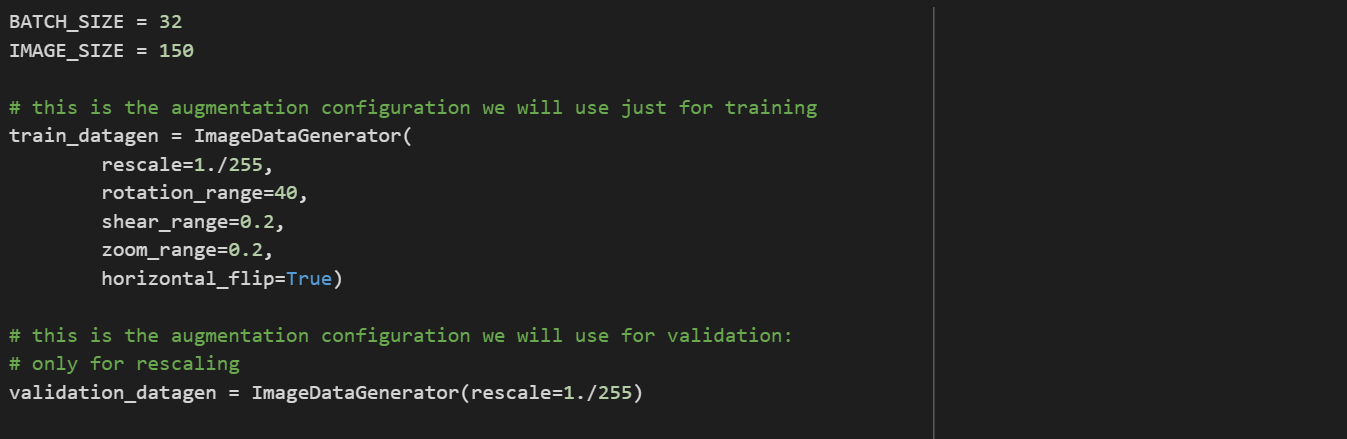 BATCH_SIZE = 32
IMAGE_SIZE = 150
# this is the augmentation configuration we will use just for training
train_datagen = ImageDataGenerator(
        rescale=1./255,
        rotation_range=40,
        shear_range=0.2,
        zoom_range=0.2,
        horizontal_flip=True)
# this is the augmentation configuration we will use for validation:
# only for rescaling
validation_datagen = ImageDataGenerator(rescale=1./255)